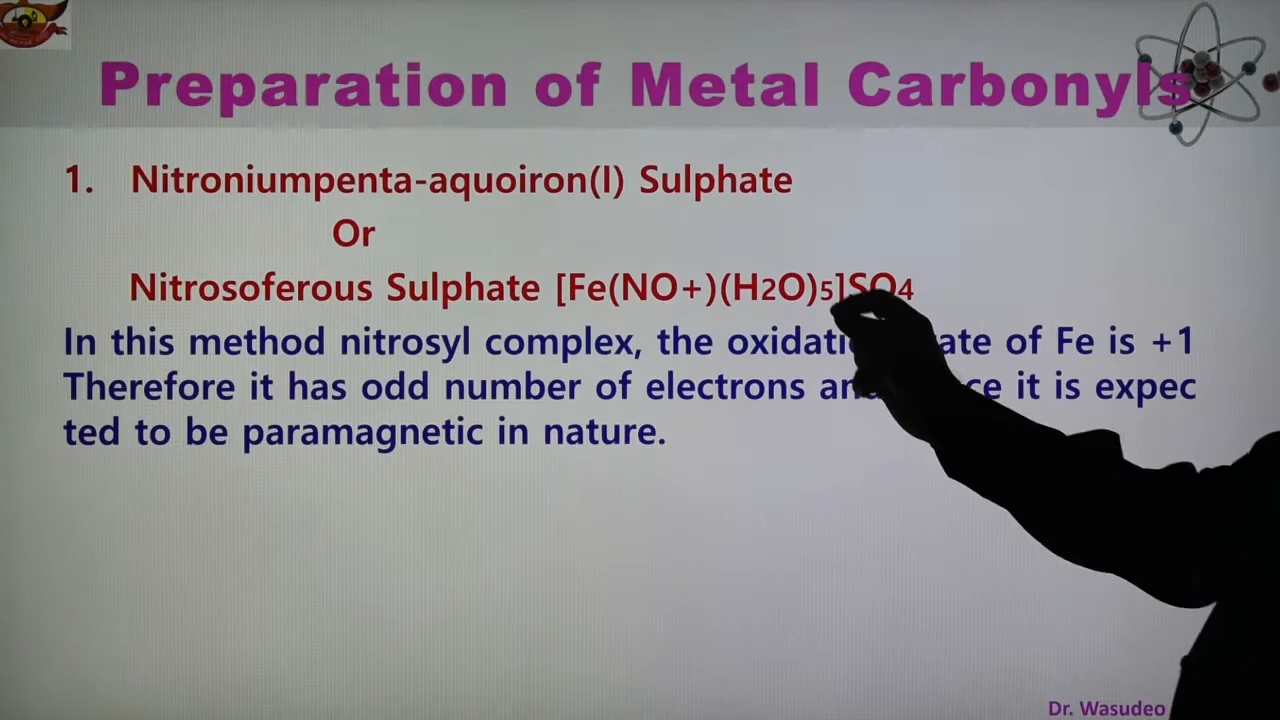 Preparation of Metal Carbonyls
1. Nitroniumpenta-aquoiron(I) Sulphate
Or
Nitrosoferous Sulphate [Fe(NO+)(H2O)5]SO4
In this method nitrosyl complex, the of Fe is +1
Therefore it has odd number of electrons it is expec
ted to be paramagnetic in nature.
Dr. Wasudeo